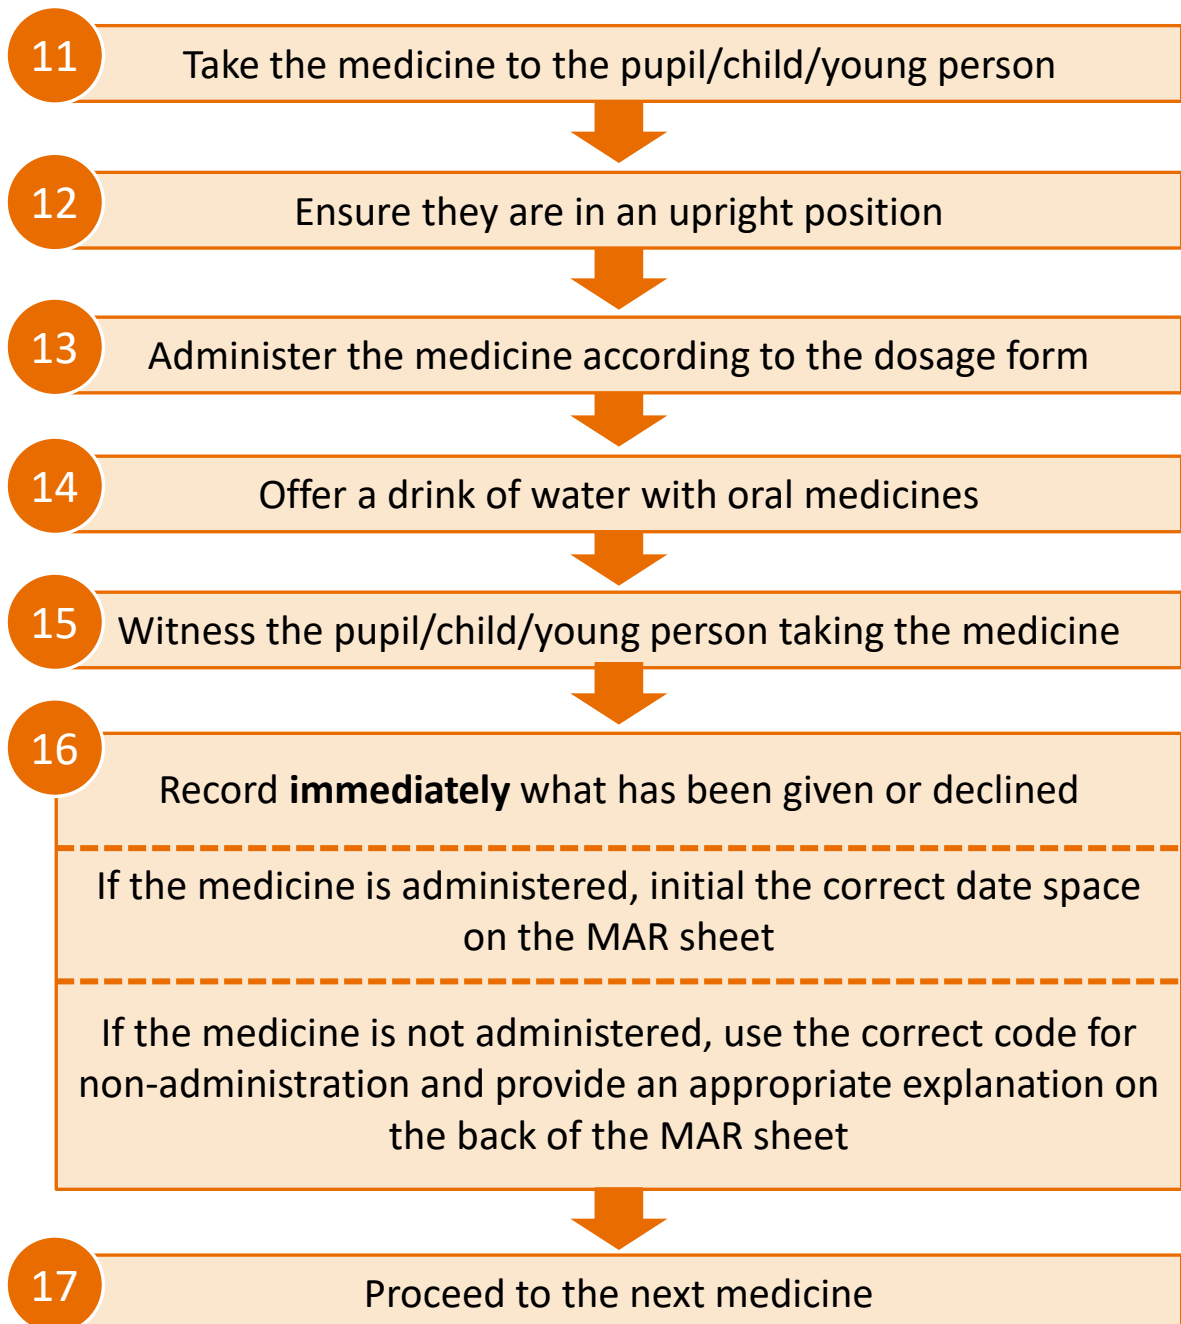 11
Take the medicine to the pupil/child/young person
12
Ensure they are in an upright position
13
Administer the medicine according to the dosage form
14
Offer a drink of water with oral medicines
15
Witness the pupil/child/young person taking the medicine
16
Record immediately what has been given or declined
If the medicine is administered, initial the correct date space
on the MAR sheet
If the medicine is not administered, use the correct code for
non-administration and provide an appropriate explanation on
the back of the MAR sheet
17
Proceed to the next medicine